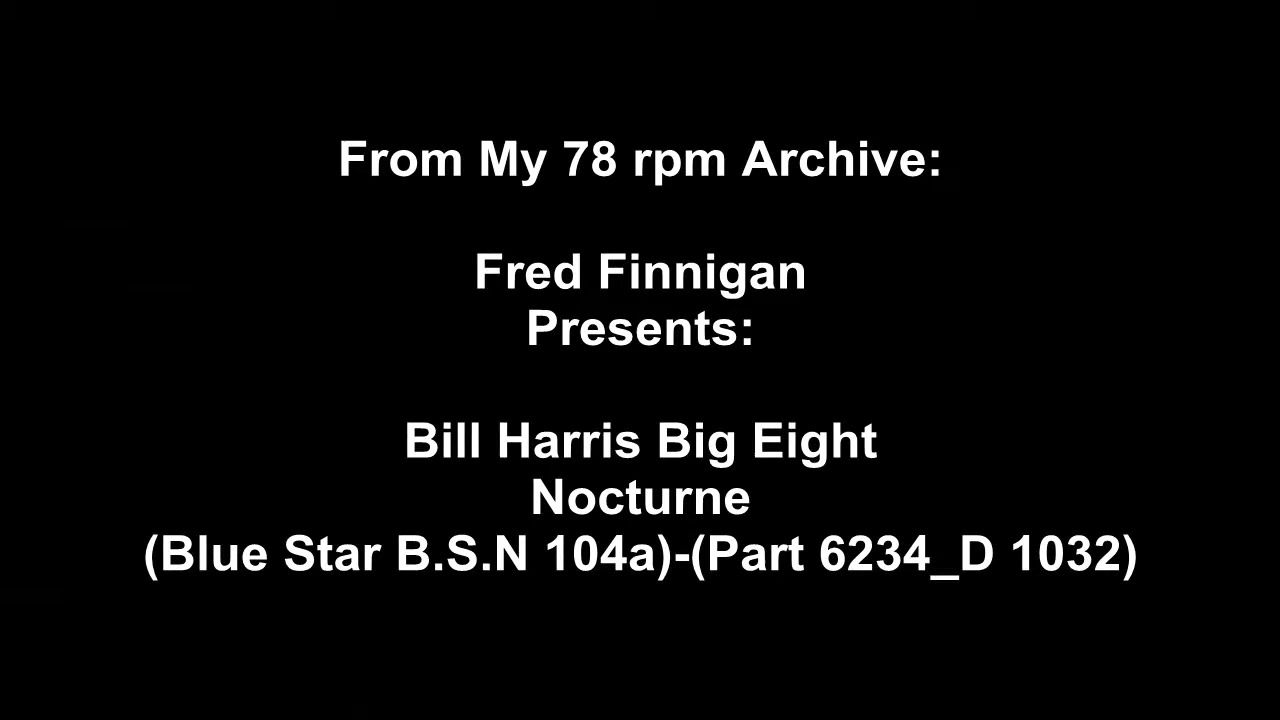 From My 78 rpm Archive:
Fred Finnigan
Presents:
Bill Harris Big Eight
Nocturne
(Blue Star B.S.N 104a)-(Part 6234_D 1032)